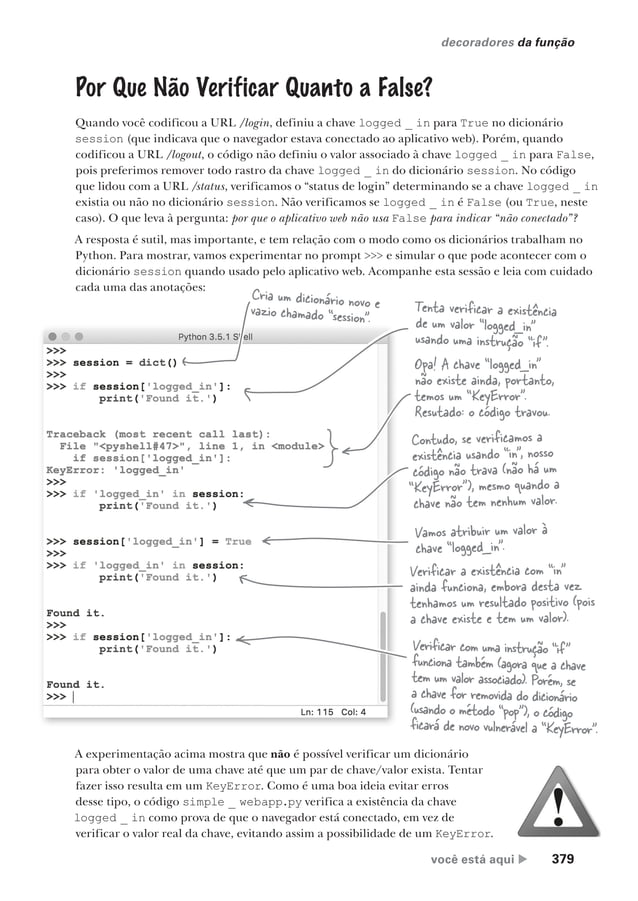 decoradores da função
Por Que Não Verificar Quanto a False?
Quando você codificou a URL /login, definiu a chave logged _ in para True no dicionário
session (que indicava que o navegador estava conectado ao aplicativo web). Porém, quando
codificou a URL /logout, o código não definiu o valor associado à chave logged _ in para False,
pois preferimos remover todo rastro da chave logged _ in do dicionário session. No código
que lidou com a URL /status, verificamos o “status de login” determinando se a chave logged _ in
existia ou não no dicionário session. Não verificamos se logged _ in é False (ou True, neste
caso). O que leva à pergunta: por que o aplicativo web não usa False para indicar “não conectado”?
A resposta é sutil, mas importante, e tem relação com o modo como os dicionários trabalham no
Python. Para mostrar, vamos experimentar no prompt >>> e simular o que pode acontecer com o
dicionário session quando usado pelo aplicativo web. Acompanhe esta sessão e leia com cuidado
cada uma das anotações:
Cria um dicionário novo e
vazio chamado “session”.
Python 3.5.1 Shell
>>>
>>> session = dict()
>>>
>>> if session['logged_in']:
print('Found it.')
Traceback (most recent call last):
File "<pyshell#47>", line 1, in <module>
if session['logged_in']:
KeyError: 'logged_in'
>>>
>>> if 'logged_in' in session:
print('Found it.')
>>> session['logged_in'] = True
>>>
>>> if 'logged_in' in session:
print('Found it.')
Found it.
>>>
>>> if session['logged_in']:
print('Found it.')
Found it.
>>>
Ln: 115 Col: 4
Tenta verificar a existência
de um valor “logged_in”
usando uma instrução “if”.
Opa! A chave “logged_in”
não existe ainda, portanto,
temos um “KeyError”.
Resutado: o código travou.
Contudo, se verificamos a
existência usando “in”, nosso
código não trava (não há um
“KeyError”), mesmo quando a
chave não tem nenhum valor.
Vamos atribuir um valor à
chave “logged_in”.
Verificar a existência com “in”
ainda funciona, embora desta vez
tenhamos um resultado positivo (pois
a chave existe e tem um valor).
Verificar com uma instrução “if”
funciona também (agora que a chave
tem um valor associado). Porém, se
a chave for removida do dicionário
(usando o método “pop”), o código
ficará de novo vulnerável a “KeyError”.
A experimentação acima mostra que não é possível verificar um dicionário
para obter o valor de uma chave até que um par de chave/valor exista. Tentar
fazer isso resulta em um KeyError. Como é uma boa ideia evitar erros
desse tipo, o código simple _ webapp.py verifica a existência da chave
logged _ in como prova de que o navegador está conectado, em vez de
verificar o valor real da chave, evitando assim a possibilidade de um KeyError.
!
você está aqui ▶ 379